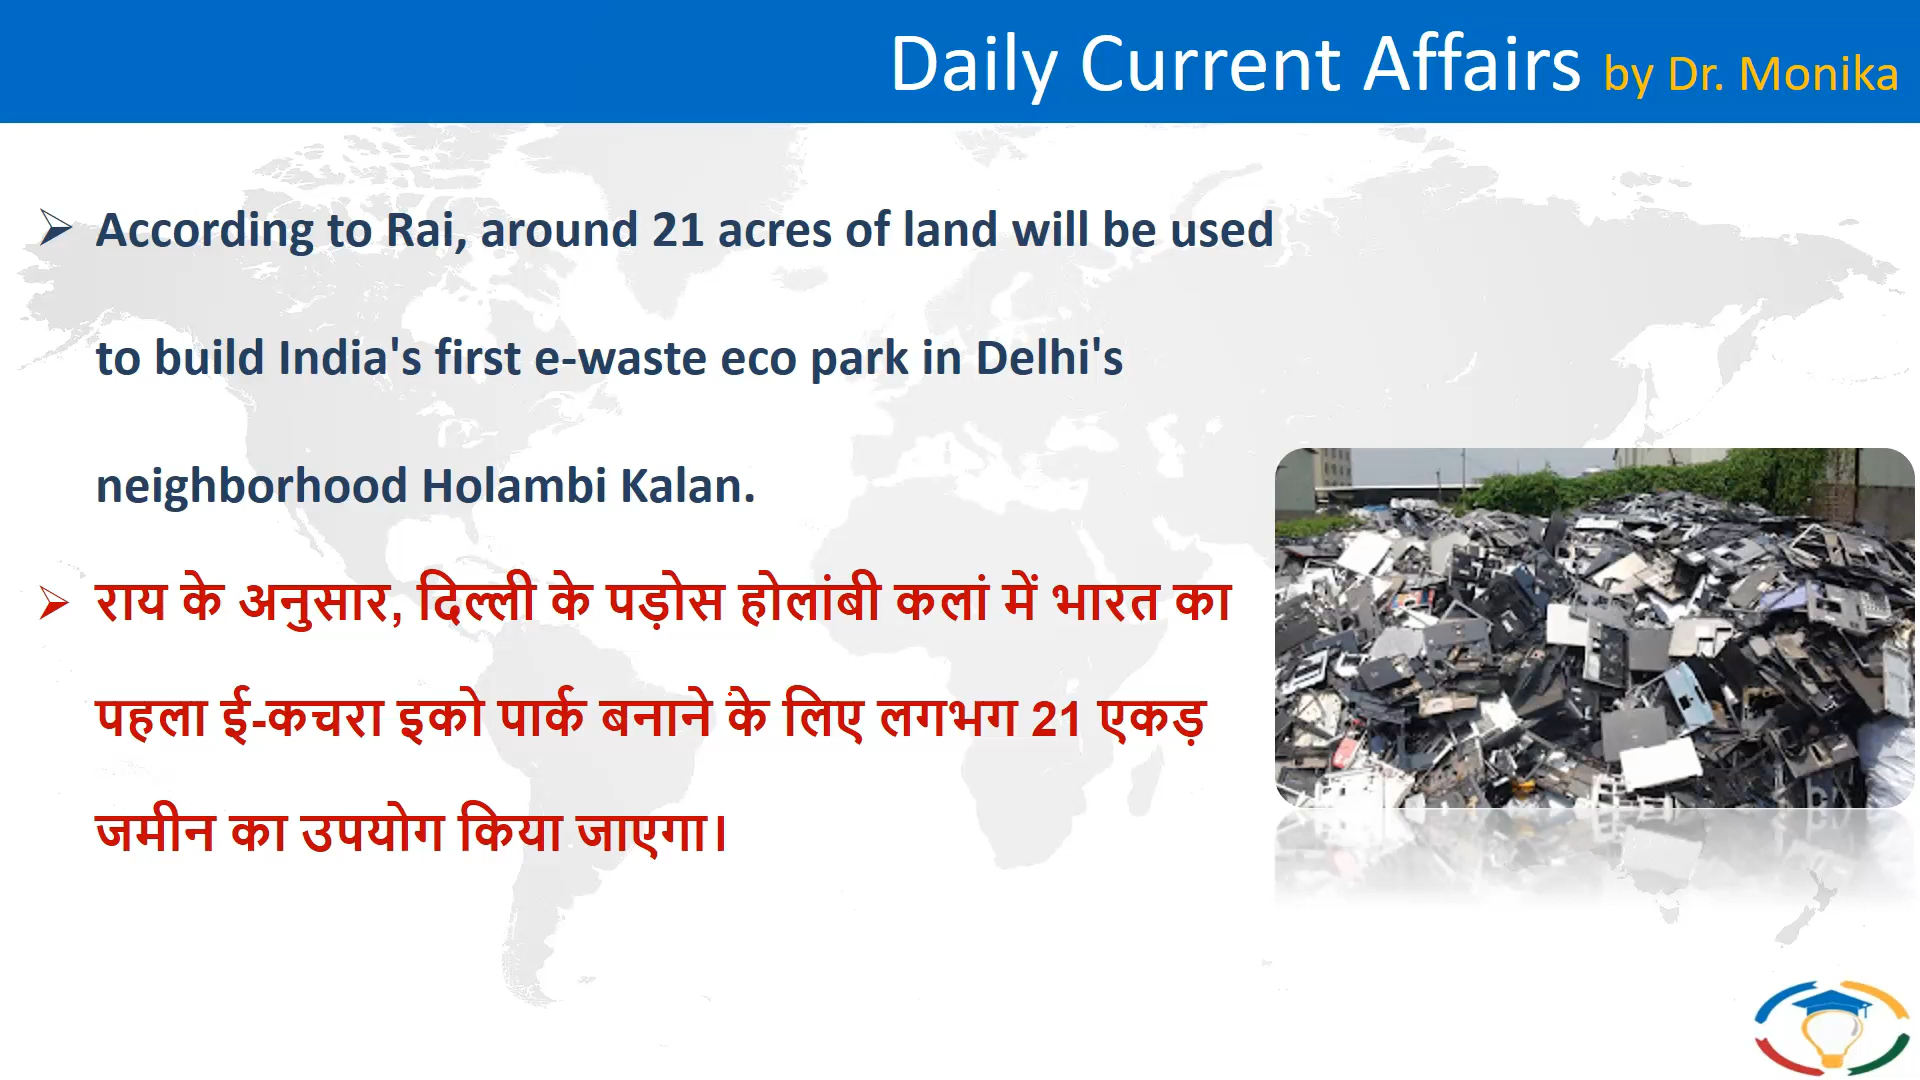 Daily Current Affairs by Dr. Monika
According to Rai, around 21 acres of land will be used
to build India's first e-waste eco park in Delhi's
neighborhood Holambi Kalan.
राय के अनुसार, दिल्ली के पड़ोस होलांबी कलां में भारत का
पहला ई-कचरा इको पार्क बनाने के लिए लगभग 21 एकड़
जमीन का उपयोग किया जाएगा।